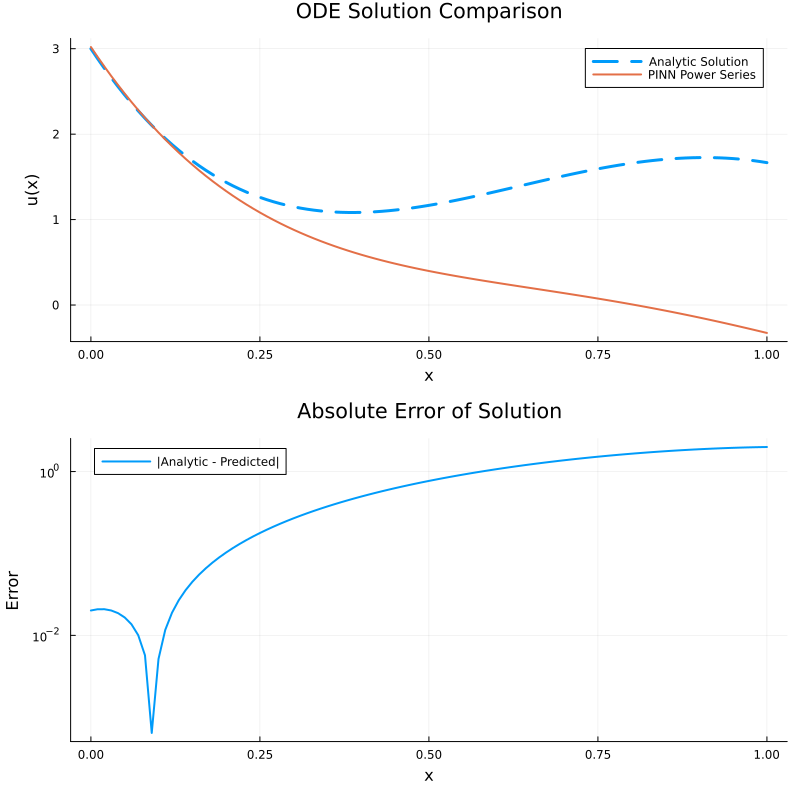 ODE Solution Comparison
3
2
1
0
u(x)
Analytic Solution
PINN Power Series
0.00
0.25
0.50
0.75
1.00
x
Absolute Error of Solution
10⁰
10⁻²
Error
|Analytic - Predicted|
0.00
0.25
0.50
0.75
1.00
x